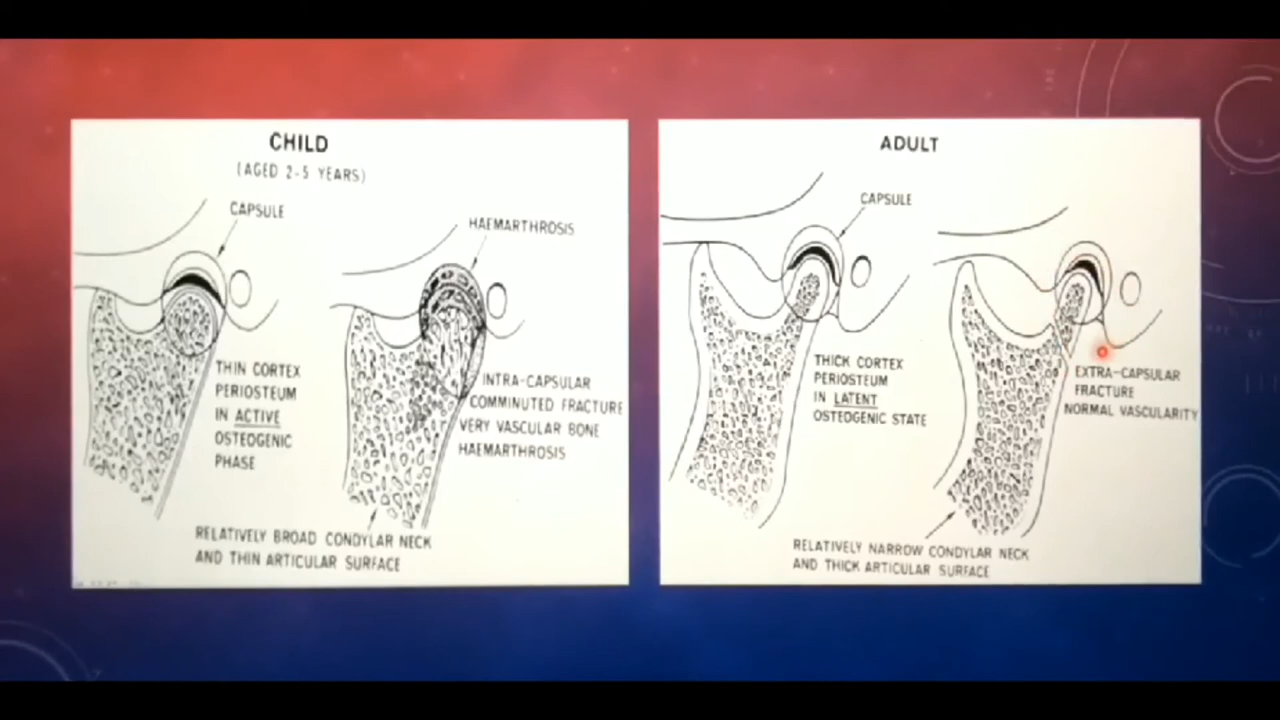 CHILD
(AGED 2-5 YEARS)
CAPSULE
HAEMARTHROSIS
THIN CORTEX
PERIOSTEUM
IN ACTIVE
OSTEOGENIC
PHASE
INTRA-CAPSULAR
COMMINUTED FRACTURE
VERY VASCULAR BONE
HAEMARTHROSIS
RELATIVELY BROAD CONDYLAR NECK
AND THIN ARTICULAR SURFACE
ADULT
CAPSULE
THICK CORTEX
PERIOSTEUM
IN LATENT
OSTEOGENIC STATE
EXTRA-CAPSULAR
FRACTURE
NORMAL VASCULARITY
RELATIVELY NARROW CONDYLAR NECK
AND THICK ARTICULAR SURFACE